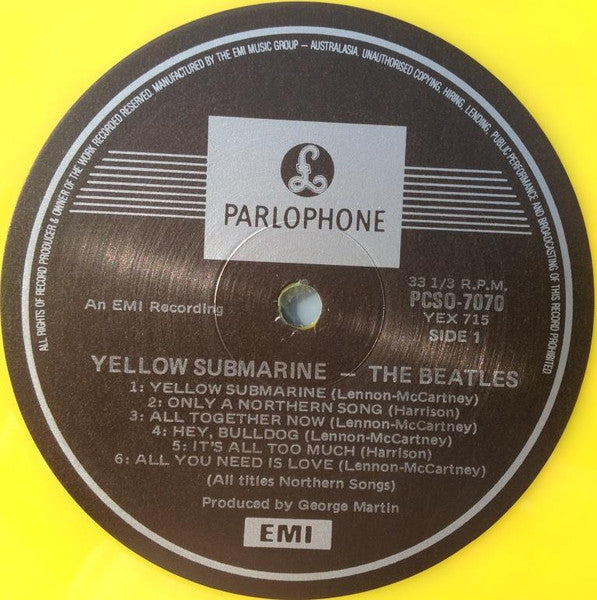 ALL RIGHTS OF RECORD PRODUCER & OWNER OF THE WORK RECORDED RESERVED. MANUFACTURED BY THE EMI MUSIC GROUP – AUSTRALASIA. UNAUTHORISED COPYING, HIRING, LENDING, PUBLIC PERFORMANCE AND BROADCASTING OF THIS RECORD PROHIBITED
£
PARLOPHONE
An EMI Recording
33 1/3 R.P.M.
PCSO-7070
YEX 715
SIDE 1
YELLOW SUBMARINE – THE BEATLES
1: YELLOW SUBMARINE (Lennon-McCartney)
2: ONLY A NORTHERN SONG (Harrison)
3: ALL TOGETHER NOW (Lennon-McCartney)
4: HEY, BULLDOG (Lennon-McCartney)
5: IT'S ALL TOO MUCH (Harrison)
6: ALL YOU NEED IS LOVE (Lennon-McCartney)
(All titles Northern Songs)
Produced by George Martin
EMI